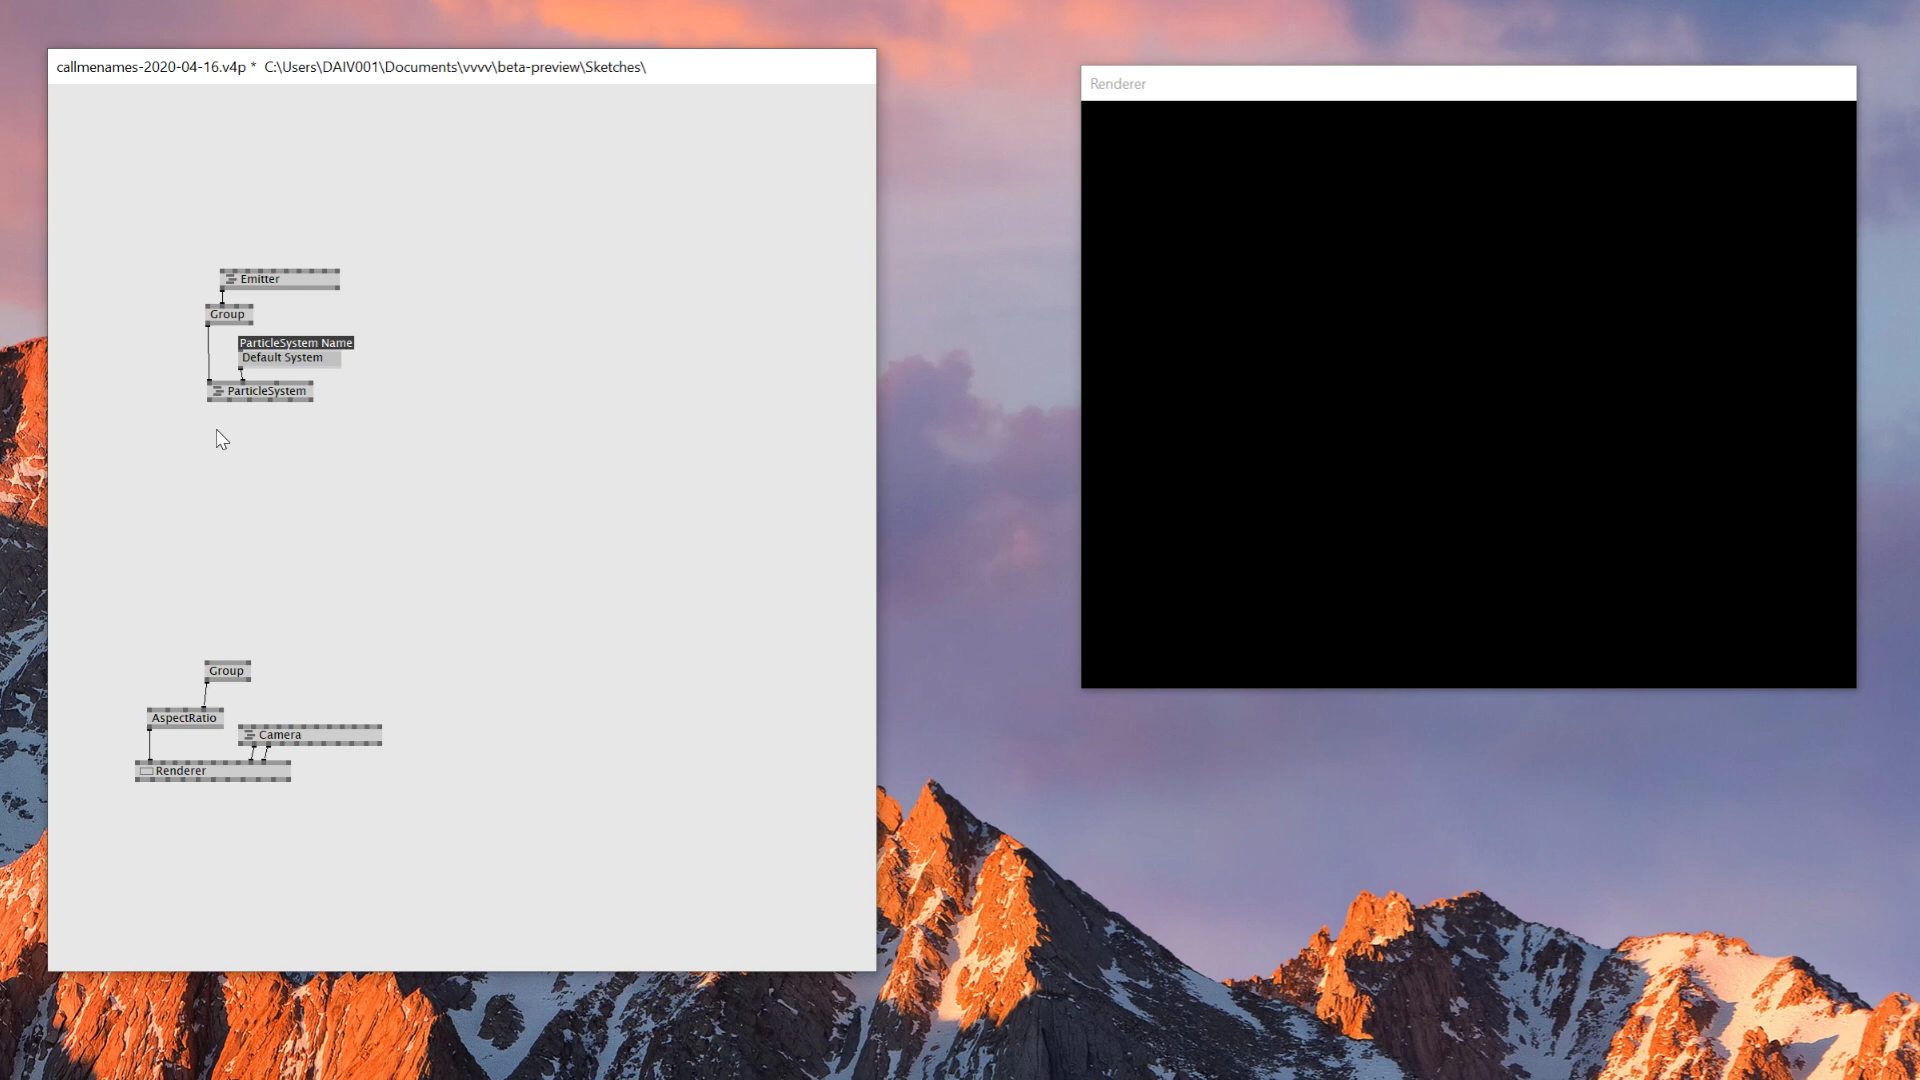 callmenames-2020-04-16.v4p * C:\Users\DAIV001\Documents\vvvv\beta-preview\Sketches\
Renderer
Emitter
Group
ParticleSystem Name
Default System
ParticleSystem
Group
AspectRatio
Camera
Renderer